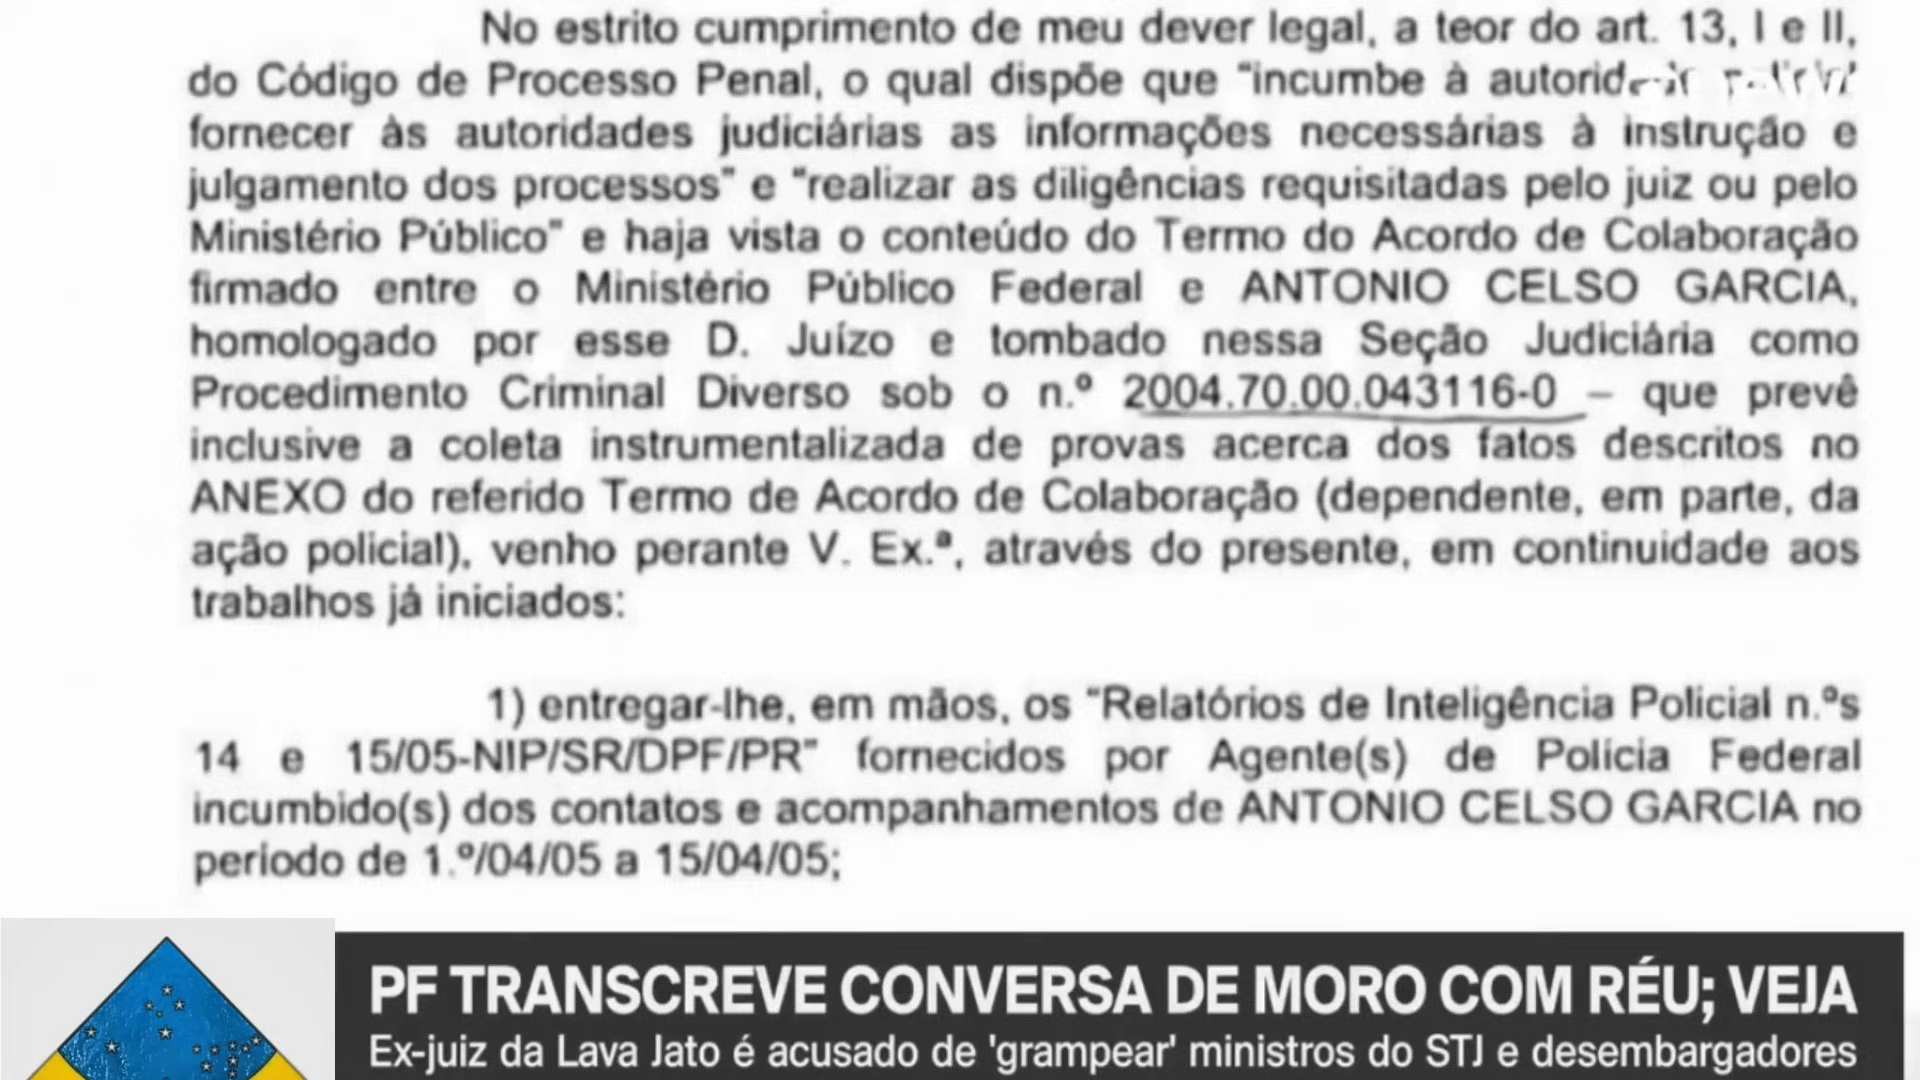 No estrito cumprimento de meu dever legal, a teor do art. 13, I e II,
do Código de Processo Penal, o qual dispõe que "incumbe à
fornecer às autoridades judiciárias as informações necessárias à instrução e
julgamento dos processos" e "realizar as diligências requisitadas pelo juiz ou pelo
Ministério Público" e haja vista o conteúdo do Termo do Acordo de Colaboração
firmado entre o Ministério Público Federal e ANTONIO CELSO GARCIA,
homologado por esse D. Juízo e tombado nessa Seção Judiciária como
Procedimento Criminal Diverso sob o n.º 2004.70.00.043116-0 – que prevê
inclusive a coleta instrumentalizada de provas acerca dos fatos descritos no
ANEXO do referido Termo de Acordo de Colaboração (dependente, em parte, da
ação policial), venho perante V. Ex.ª, através do presente, em continuidade aos
trabalhos já iniciados:
1) entregar-lhe, em mãos, os "Relatórios de Inteligência Policial n.ºs
14 e 15/05-NIP/SR/DPF/PR" fornecidos por Agente(s) de Polícia Federal
incumbido(s) dos contatos e acompanhamentos de ANTONIO CELSO GARCIA no
período de 1.º/04/05 a 15/04/05;
PF TRANSCREVE CONVERSA DE MORO COM RÉU; VEJA
Ex-juiz da Lava Jato é acusado de 'grampear' ministros do STJ e desembargadores